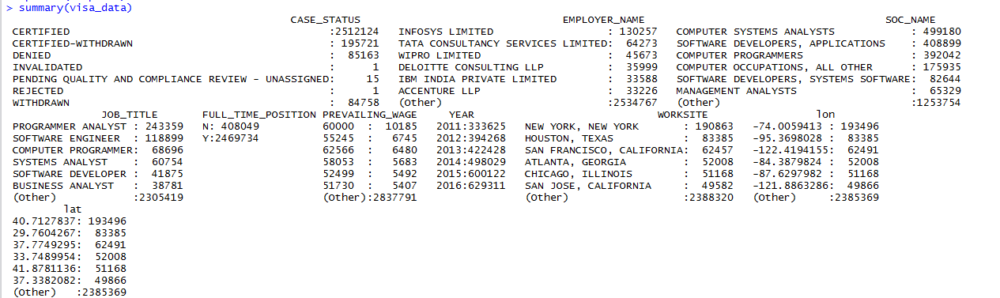 > summary(visa_data)
CASE_STATUS EMPLOYER_NAME SOC_NAME
CERTIFIED :2512124 INFOSYS LIMITED : 130257 COMPUTER SYSTEMS ANALYSTS : 499180
CERTIFIED-WITHDRAWN : 195721 TATA CONSULTANCY SERVICES LIMITED: 64273 SOFTWARE DEVELOPERS, APPLICATIONS : 408899
DENIED : 85163 WIPRO LIMITED : 45673 COMPUTER PROGRAMMERS : 392042
INVALIDATED : 1 DELOITTE CONSULTING LLP : 35999 COMPUTER OCCUPATIONS, ALL OTHER : 175935
PENDING QUALITY AND COMPLIANCE REVIEW - UNASSIGNED: 15 IBM INDIA PRIVATE LIMITED : 33588 SOFTWARE DEVELOPERS, SYSTEMS SOFTWARE: 82644
REJECTED : 1 ACCENTURE LLP : 33226 MANAGEMENT ANALYSTS : 65329
WITHDRAWN : 84758 (Other) :2534767 (Other) :1253754
JOB_TITLE FULL_TIME_POSITION PREVAILING_WAGE YEAR WORKSITE lon
PROGRAMMER ANALYST : 243359 N: 408049 60000 : 10185 2011:333625 NEW YORK, NEW YORK : 190863 -74.0059413 : 193496
SOFTWARE ENGINEER : 118899 Y:2469734 55245 : 6745 2012:394268 HOUSTON, TEXAS : 83385 -95.3698028 : 83385
COMPUTER PROGRAMMER: 68696 62566 : 6480 2013:422428 SAN FRANCISCO, CALIFORNIA: 62457 -122.4194155: 62491
SYSTEMS ANALYST : 60754 58053 : 5683 2014:498029 ATLANTA, GEORGIA : 52008 -84.3879824 : 52008
SOFTWARE DEVELOPER : 41875 52499 : 5492 2015:600122 CHICAGO, ILLINOIS : 51168 -87.6297982 : 51168
BUSINESS ANALYST : 38781 51730 : 5407 2016:629311 SAN JOSE, CALIFORNIA : 49582 -121.8863286: 49866
(Other) :2305419 (Other):2837791 (Other) :2388320 (Other) :2385369
lat
40.7127837: 193496
29.7604267: 83385
37.7749295: 62491
33.7489954: 52008
41.8781136: 51168
37.3382082: 49866
(Other) :2385369